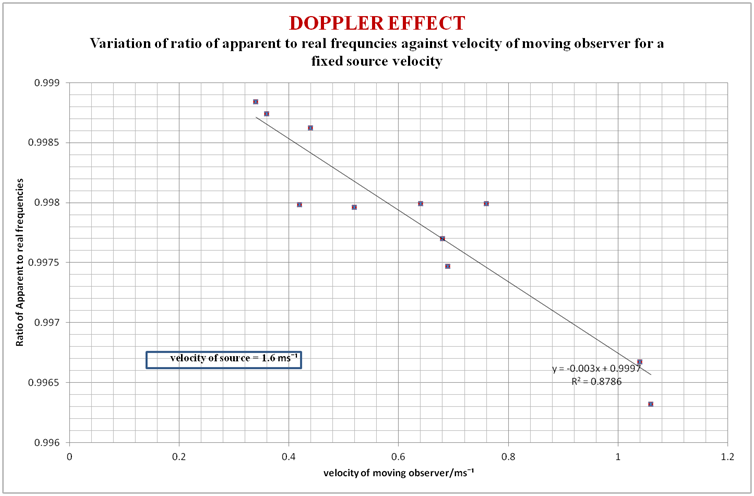 DOPPLER EFFECT
Variation of ratio of apparent to real frequncies against velocity of moving observer for a
fixed source velocity
0.999
0.9985
0.998
0.9975
0.997
0.9965
0.996
Ratio of Apparent to real frequencies
velocity of source = 1.6 ms⁻¹
y = -0.003x + 0.9997
R² = 0.8786
0
0.2
0.4
0.6
0.8
1
1.2
velocity of moving observer/ms⁻¹